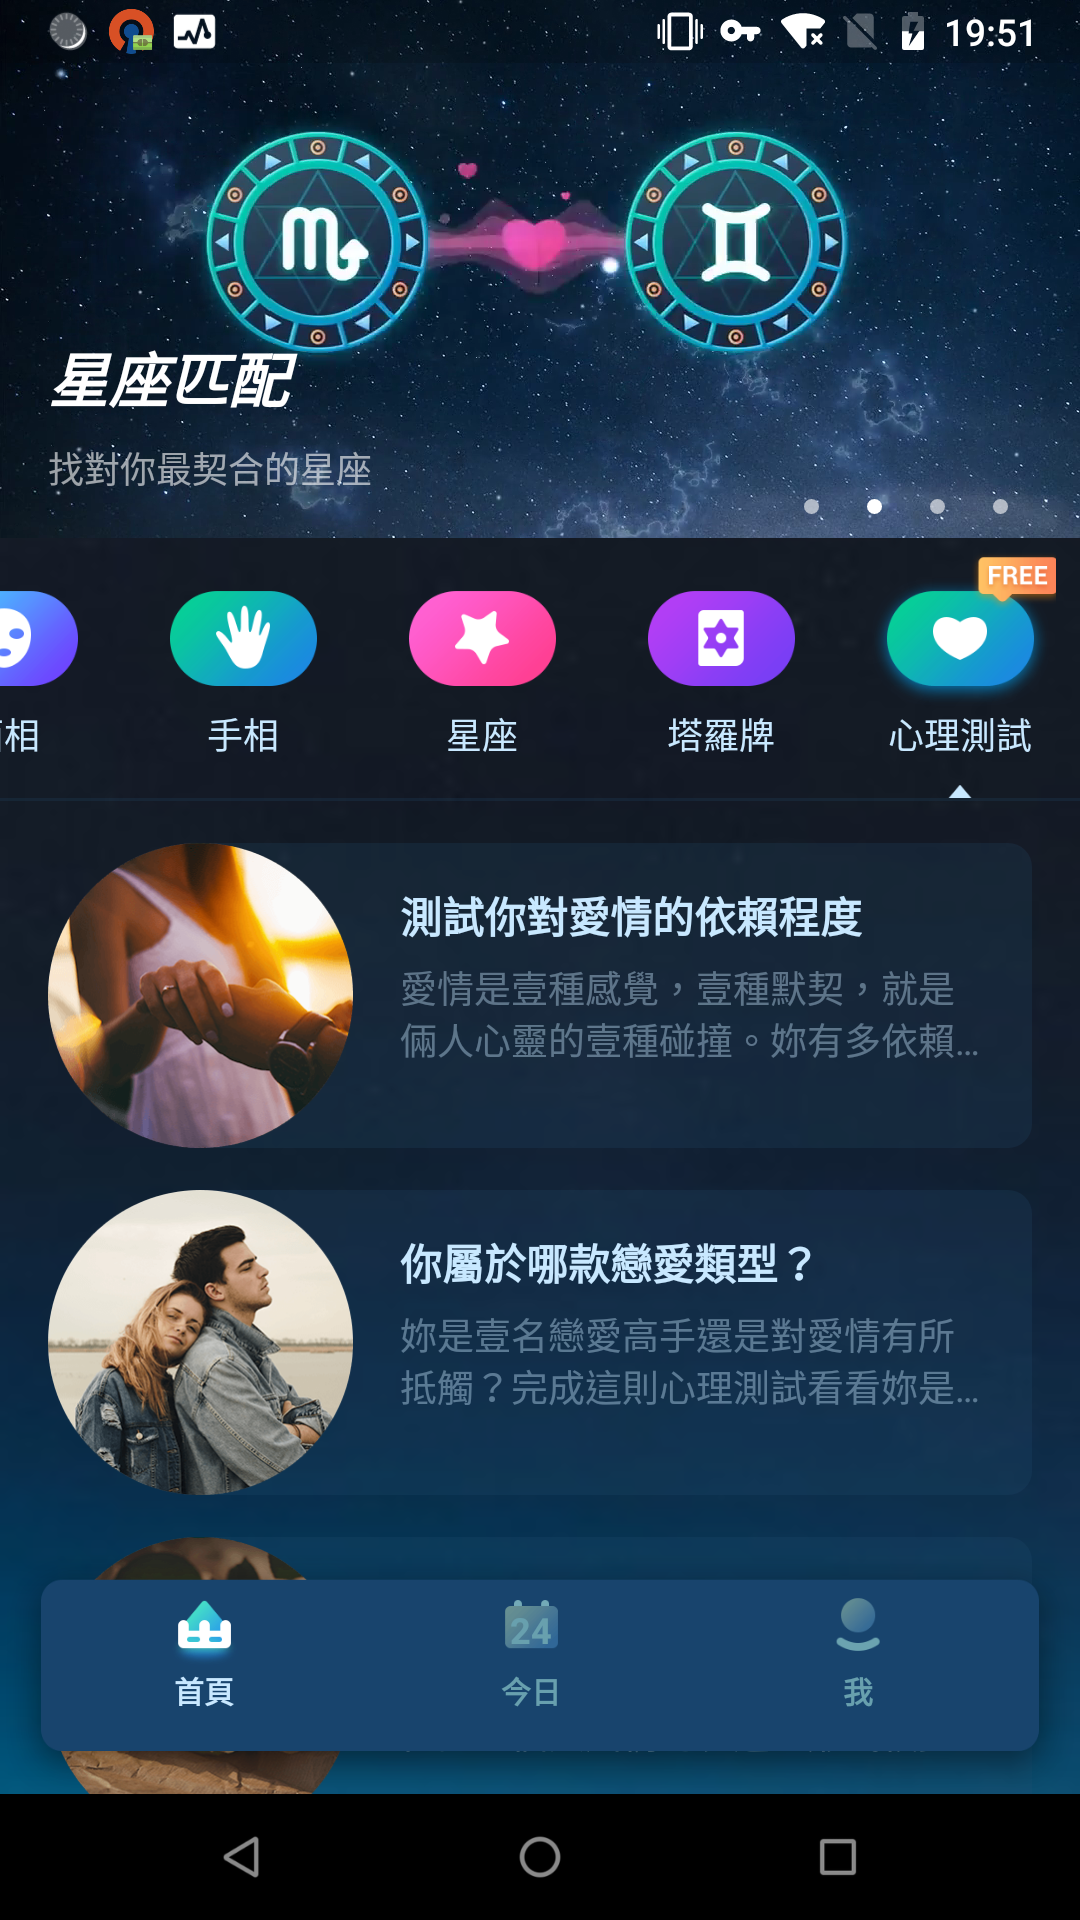 19:51
星座匹配
找對你最契合的星座
FREE
相
手相
星座
塔羅牌
心理測試
測試你對愛情的依賴程度
愛情是壹種感覺，壹種默契，就是
倆人心靈的壹種碰撞。妳有多依賴...
你屬於哪款戀愛類型？
妳是壹名戀愛高手還是對愛情有所
抵觸？完成這則心理測試看看妳是...
24
首頁
今日
我